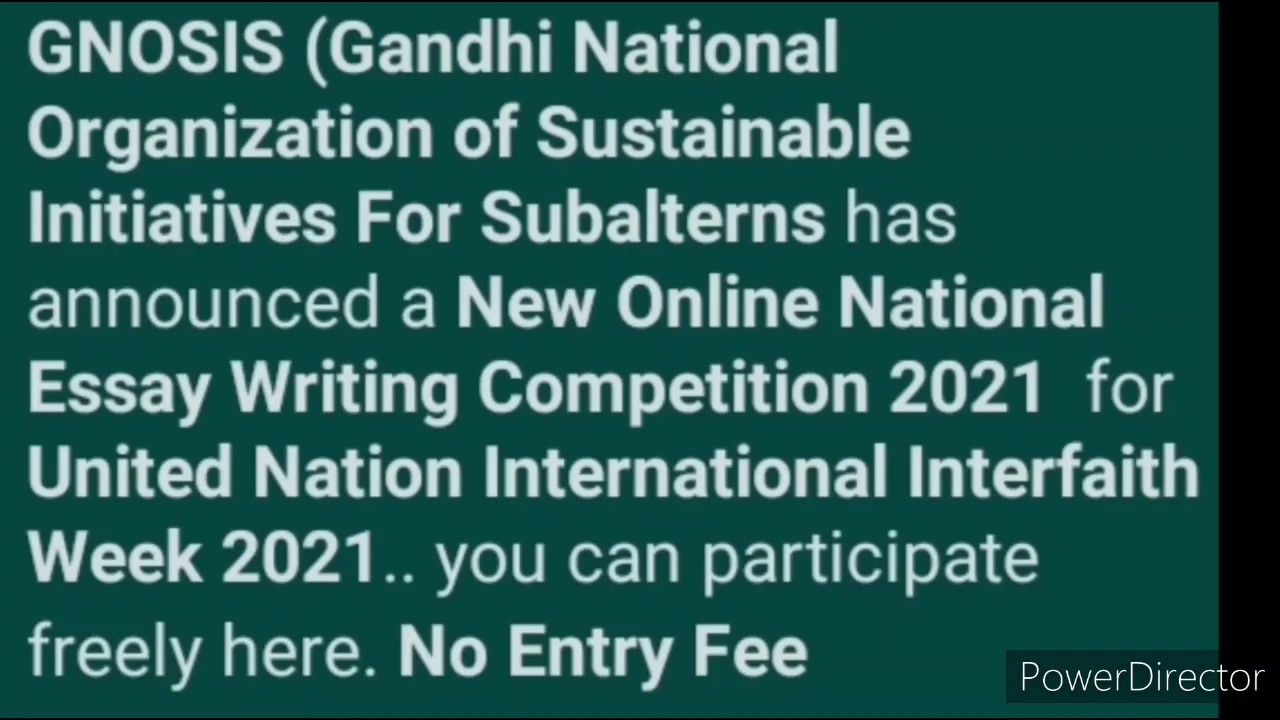 GNOSIS (Gandhi National
Organization of Sustainable
Initiatives For Subalterns has
announced a New Online National
Essay Writing Competition 2021 for
United Nation International Interfaith
Week 2021.. you can participate
freely here. No Entry Fee
PowerDirector